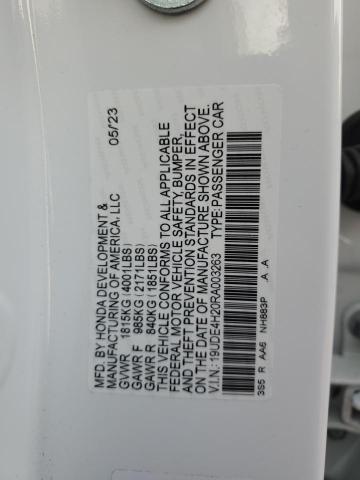 MFD. BY HONDA DEVELOPMENT &
MANUFACTURING OF AMERICA, LLC 05/23
GVWR 1815KG (4001LBS)
GAWR F 985KG (2171LBS)
GAWR R 840KG (1851LBS)
THIS VEHICLE CONFORMS TO ALL APPLICABLE
FEDERAL MOTOR VEHICLE SAFETY, BUMPER,
AND THEFT PREVENTION STANDARDS IN EFFECT
ON THE DATE OF MANUFACTURE SHOWN ABOVE.
V.I.N.:19UDE4H20RA003263 TYPE:PASSENGER CAR
3S5 R AA6 NH883P .A .A